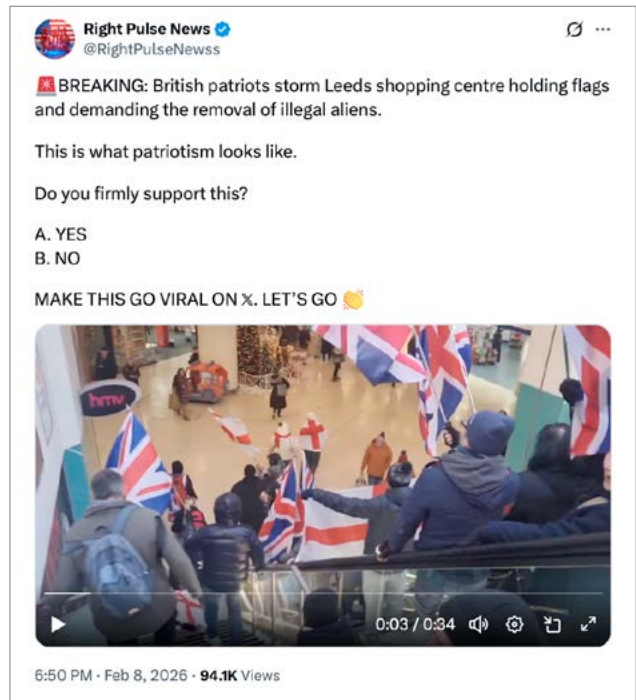 Right Pulse News
@RightPulseNewss
🚨BREAKING: British patriots storm Leeds shopping centre holding flags
and demanding the removal of illegal aliens.
This is what patriotism looks like.
Do you firmly support this?
A. YES
B. NO
MAKE THIS GO VIRAL ON 𝕏. LET’S GO 👏
hmv
0:03 / 0:34
6:50 PM · Feb 8, 2026 · 94.1K Views